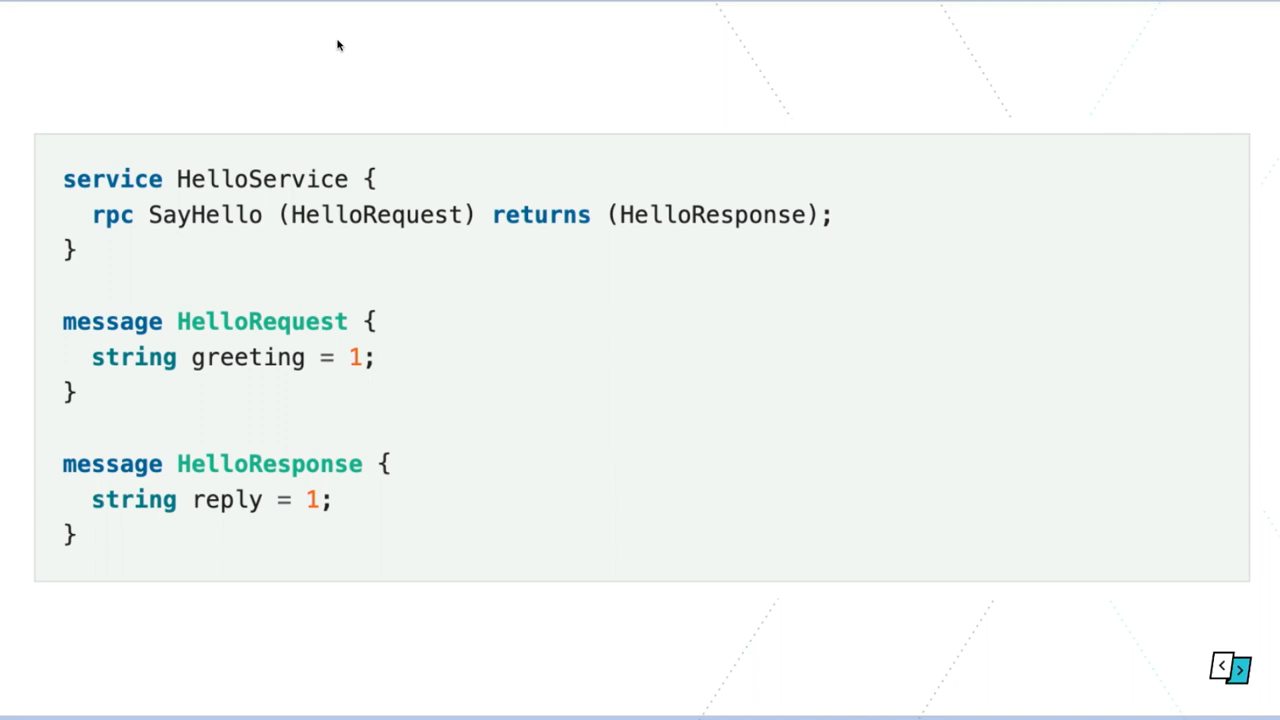 service HelloService {
  rpc SayHello (HelloRequest) returns (HelloResponse);
}
message HelloRequest {
  string greeting = 1;
}
message HelloResponse {
  string reply = 1;
}